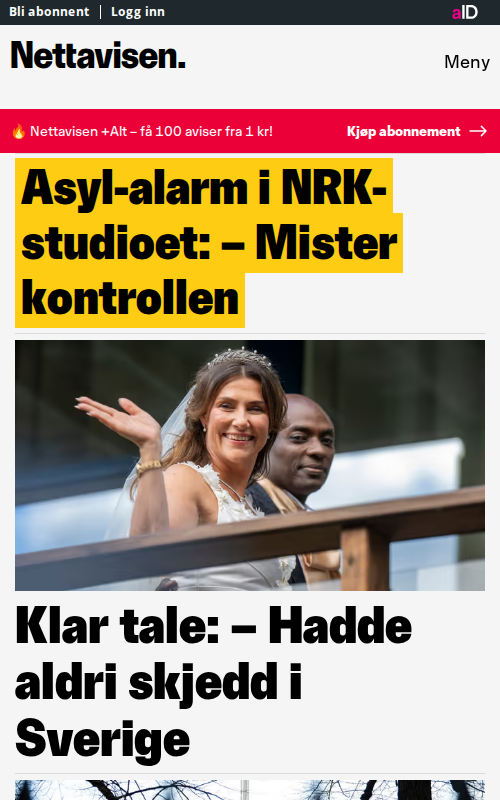 Bli abonnent | Logg inn
aID
Nettavisen.
Meny
🔥 Nettavisen +Alt – få 100 aviser fra 1 kr!
Kjøp abonnement →
Asyl-alarm i NRK-
studioet: – Mister
kontrollen
Klar tale: – Hadde
aldri skjedd i
Sverige